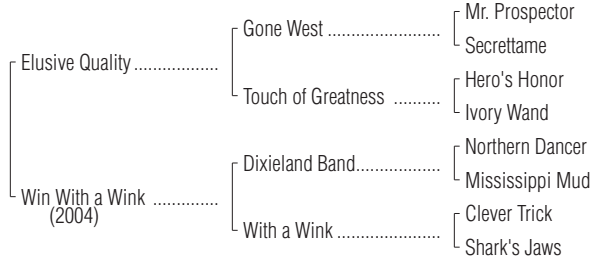 Mr. Prospector
Gone West ......................
Secrettame
Elusive Quality .................
Hero's Honor
Touch of Greatness ..........
Ivory Wand
Northern Dancer
Dixieland Band.................
Mississippi Mud
Win With a Wink ..............
(2004)
Clever Trick
With a Wink .....................
Shark's Jaws